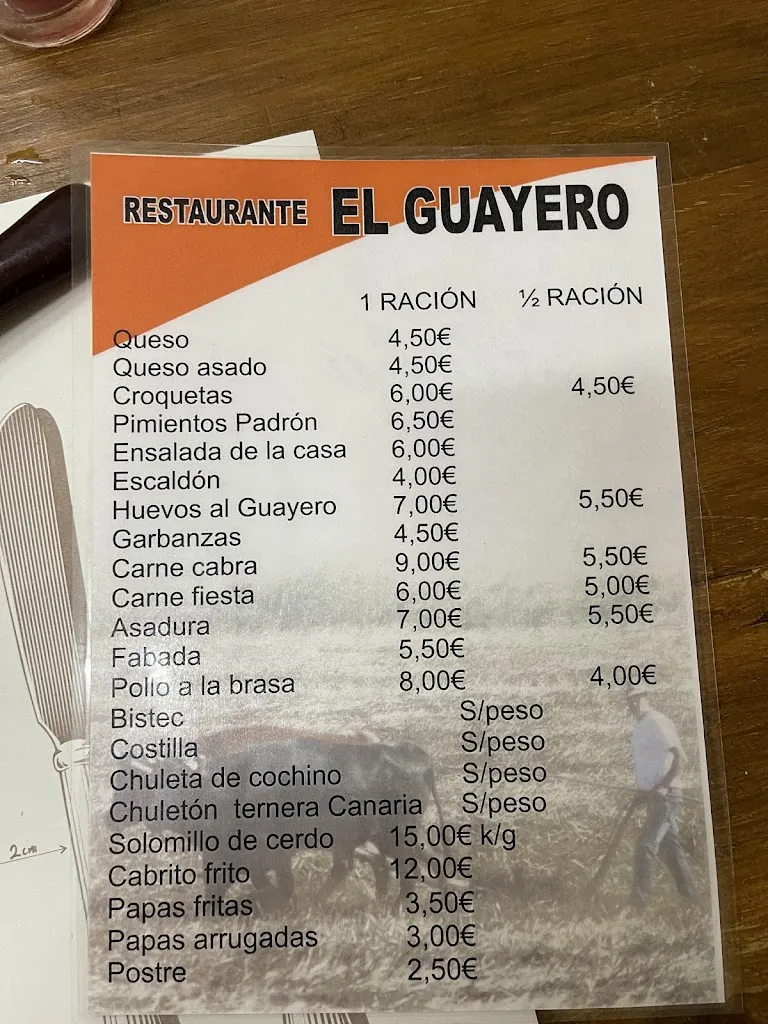 RESTAURANTE EL GUAYERO
1 RACIÓN ½ RACIÓN
Queso 4,50€
Queso asado 4,50€
Croquetas 6,00€ 4,50€
Pimientos Padrón 6,50€
Ensalada de la casa 6,00€
Escaldón 4,00€
Huevos al Guayero 7,00€ 5,50€
Garbanzas 4,50€
Carne cabra 9,00€ 5,50€
Carne fiesta 6,00€ 5,00€
Asadura 7,00€ 5,50€
Fabada 5,50€
Pollo a la brasa 8,00€ 4,00€
Bistec S/peso
Costilla S/peso
Chuleta de cochino S/peso
Chuletón ternera Canaria S/peso
Solomillo de cerdo 15,00€ k/g
Cabrito frito 12,00€
Papas fritas 3,50€
Papas arrugadas 3,00€
Postre 2,50€
2cm